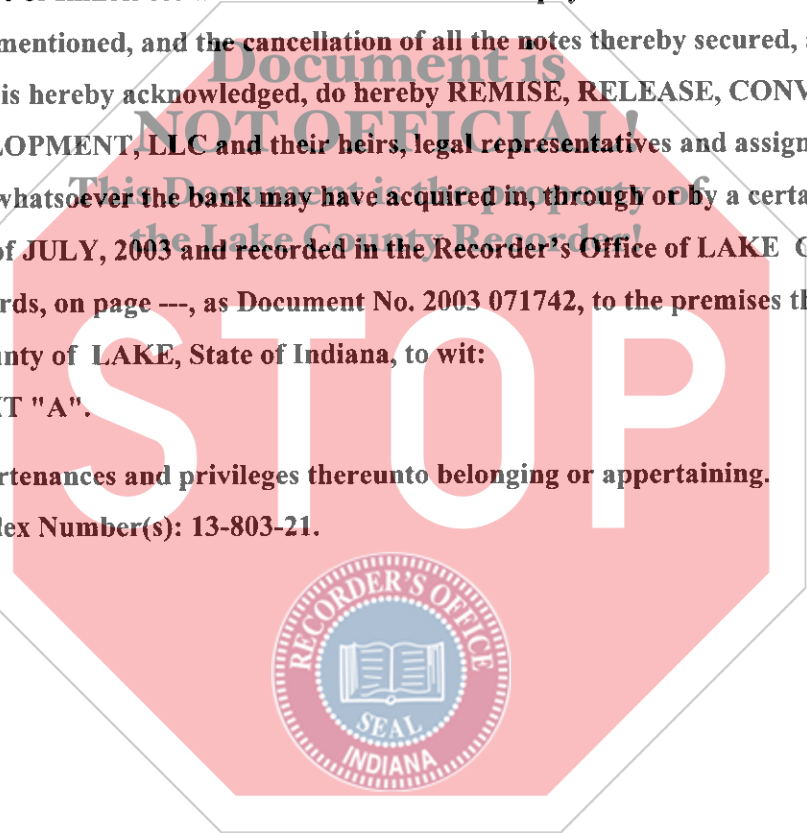 mentioned, and the cancellation of all the notes thereby secured,
Document is
is hereby acknowledged, do hereby REMISE, RELEASE, CONV
NOT OFFICIAL!
LOPMENT, LLC and their heirs, legal representatives and assign
This Document is the property of
whatsoever the bank may have acquired in, through or by a certa
the Lake County Recorder!
of JULY, 2003 and recorded in the Recorder's Office of LAKE C
rds, on page ---, as Document No. 2003 071742, to the premises th
nty of LAKE, State of Indiana, to wit:
STOP
IT "A".
rtenances and privileges thereunto belonging or appertaining.
lex Number(s): 13-803-21.
RECORDER'S OFFICE
SEAL
INDIANA